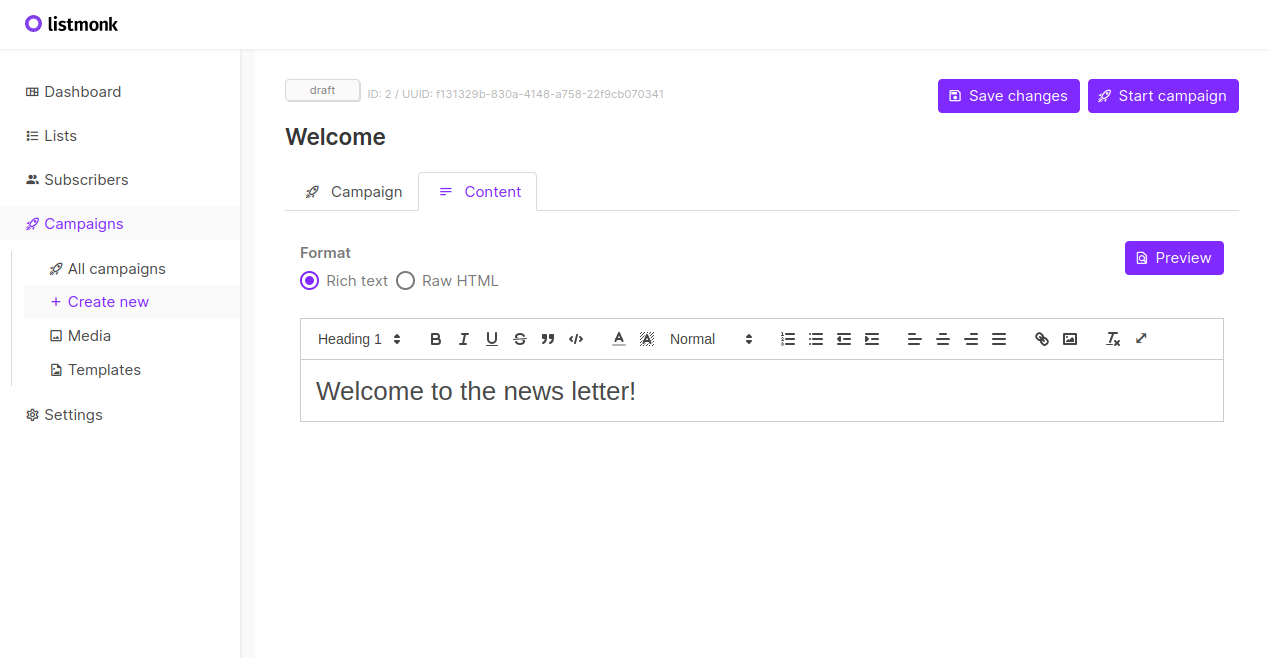 listmonk
Dashboard
Lists
Subscribers
Campaigns
All campaigns
+ Create new
Media
Templates
Settings
draft
ID: 2 / UUID: f131329b-830a-4148-a758-22f9cb070341
Save changes
Start campaign
Welcome
Campaign
Content
Format
Rich text
Raw HTML
Preview
Heading 1
Normal
Welcome to the news letter!